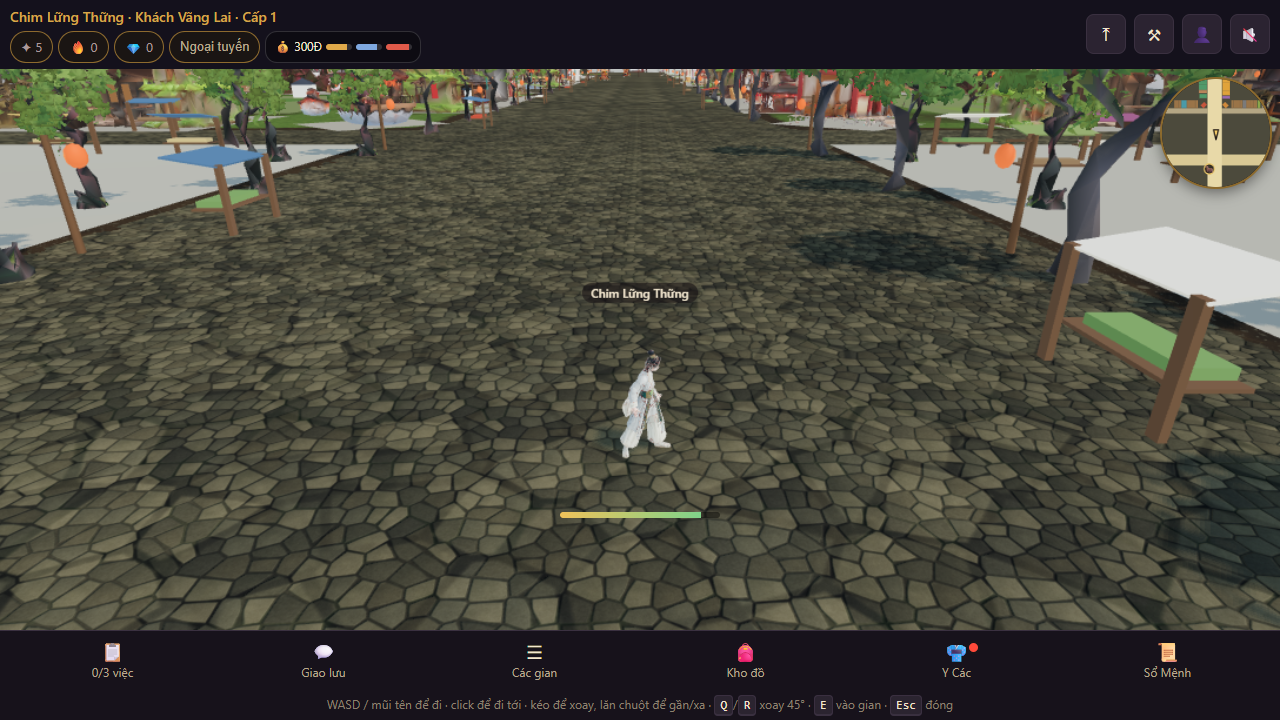 Chim Lững Thững · Khách Vãng Lai · Cấp 1
✦ 5
0
0
Ngoại tuyến
300Đ
Chim Lững Thững
0/3 việc
Giao lưu
Các gian
Kho đồ
Y Các
Sổ Mệnh
WASD / mũi tên để đi · click để đi tới · kéo để xoay, lăn chuột để gần/xa · Q/R xoay 45° · E vào gian · Esc đóng